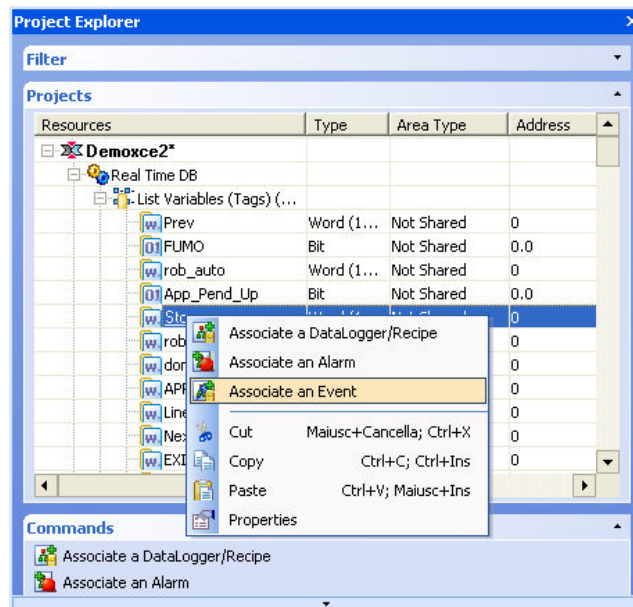 Project Explorer
Filter
Projects
Resources Type Area Type Address
Demoxce2*
Real Time DB
List Variables (Tags) (...
Prev Word (1... Not Shared 0
FUMO Bit Not Shared 0.0
rob_auto Word (1... Not Shared 0
App_Pend_Up Bit Not Shared 0.0
0
rob 0
0
0
Line 0
0
EXI 0
Associate a DataLogger/Recipe
Associate an Alarm
Associate an Event
Cut Maiusc+Cancella; Ctrl+X
Copy Ctrl+C; Ctrl+Ins
Paste Ctrl+V; Maiusc+Ins
Properties
Commands
Associate a DataLogger/Recipe
Associate an Alarm